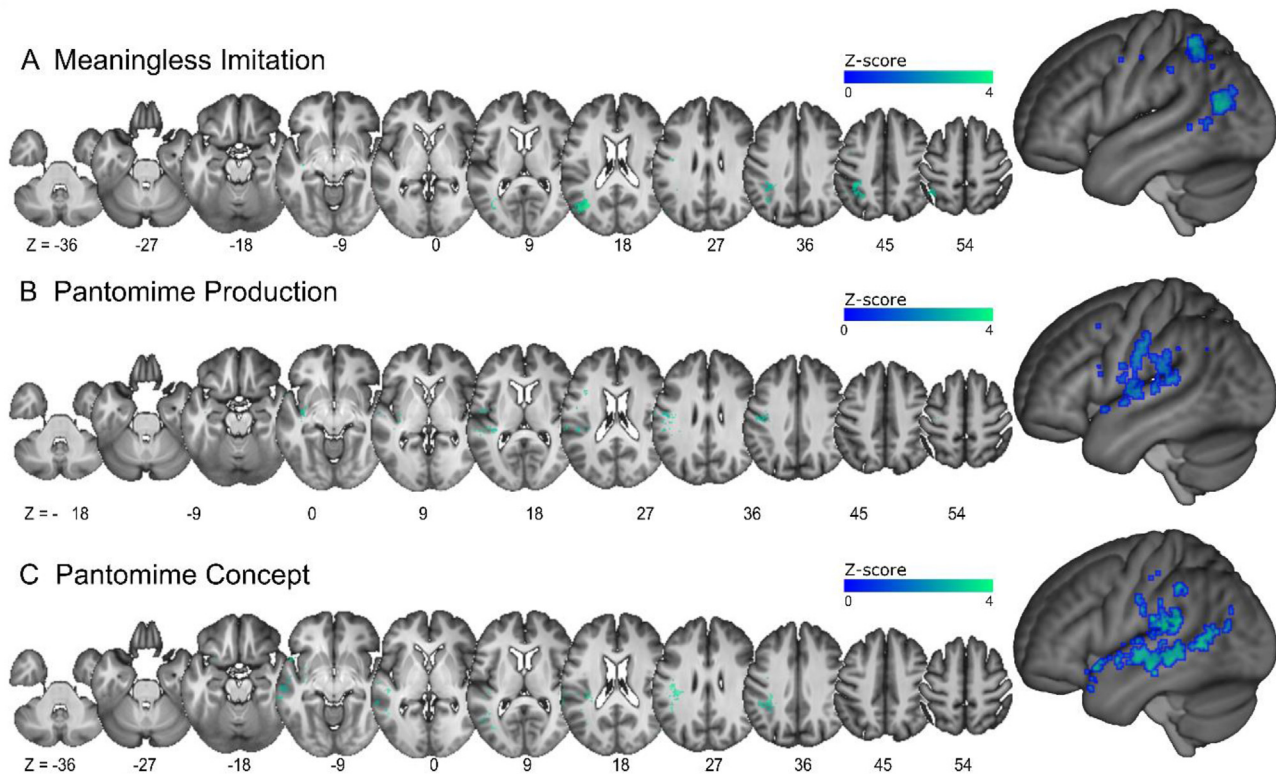 A Meaningless Imitation
Z-score
0 4
Z = -36 -27 -18 -9 0 9 18 27 36 45 54
B Pantomime Production
Z-score
0 4
Z = - 18 -9 0 9 18 27 36 45 54
C Pantomime Concept
Z-score
0 4
Z = -36 -27 -18 -9 0 9 18 27 36 45 54